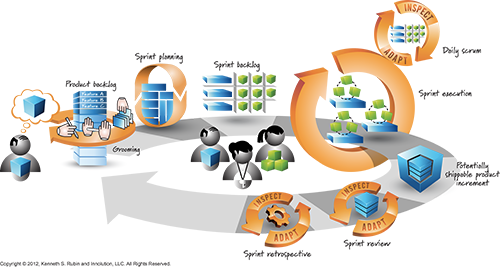 INSPECT
ADAPT
Daily scrum
Sprint planning
Sprint backlog
Product backlog
Feature A
Feature B
Feature C
Sprint execution
Grooming
Potentially
shippable product
increment
INSPECT
ADAPT
Sprint retrospective
INSPECT
ADAPT
Sprint review
Copyright © 2012, Kenneth S. Rubin and Innolution, LLC. All Rights Reserved.